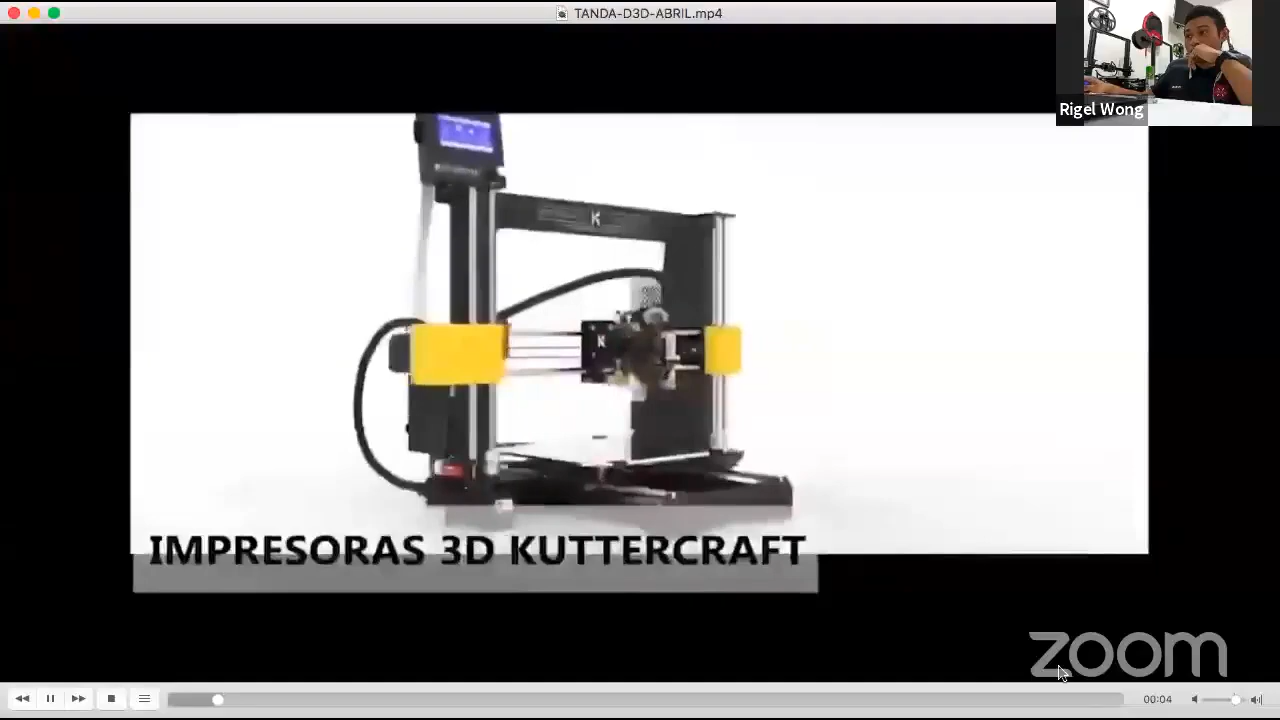 TANDA-D3D-ABRIL.mp4
Rigel Wong
K
K
IMPRESORAS 3D KUTTERCRAFT
zoom
00:04